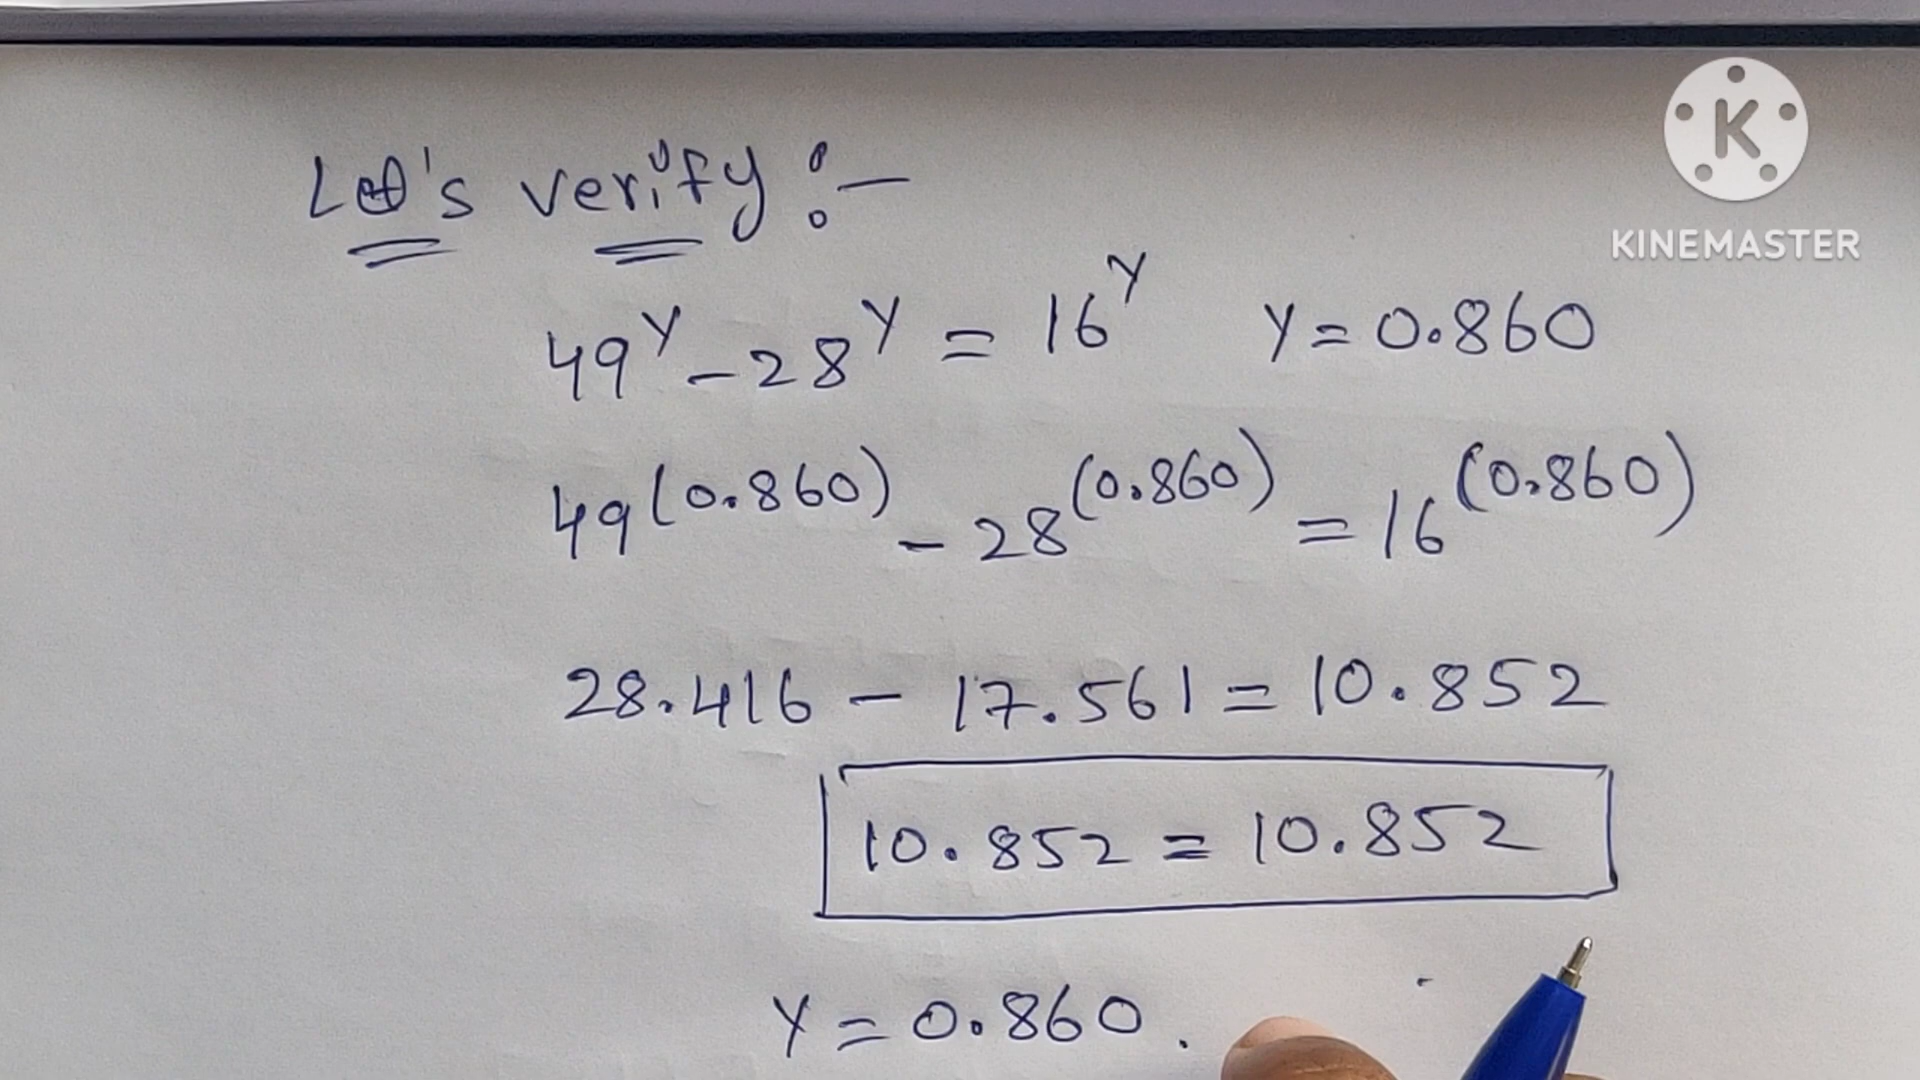 Let's verify :-
K
KINEMASTER
49^y - 28^y = 16^y  y = 0.860
49^(0.860) - 28^(0.860) = 16^(0.860)
28.416 - 17.561 = 10.852
10.852 = 10.852
y = 0.860.